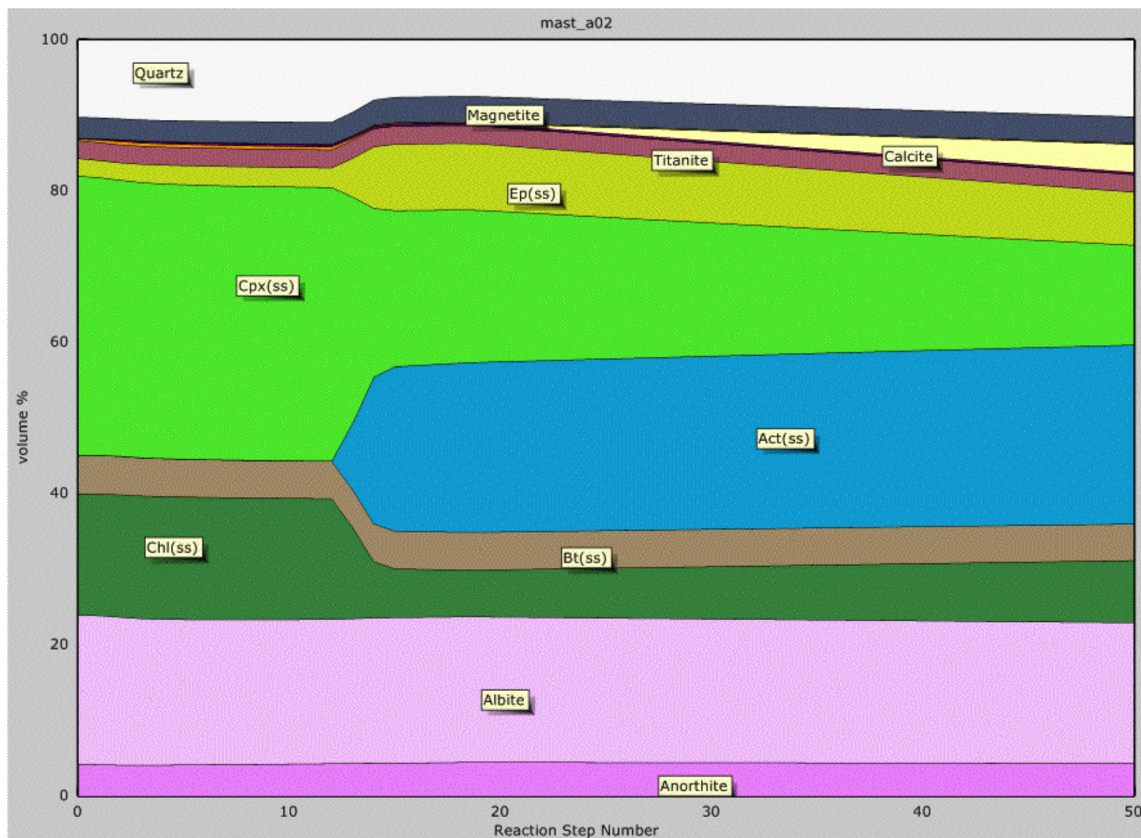 mast_a02
100
Quartz
Magnetite
Titanite
Calcite
80
Ep(ss)
Cpx(ss)
60
volume %
Act(ss)
40
Chl(ss)
Bt(ss)
20
Albite
Anorthite
0
0 10 20 30 40 50
Reaction Step Number